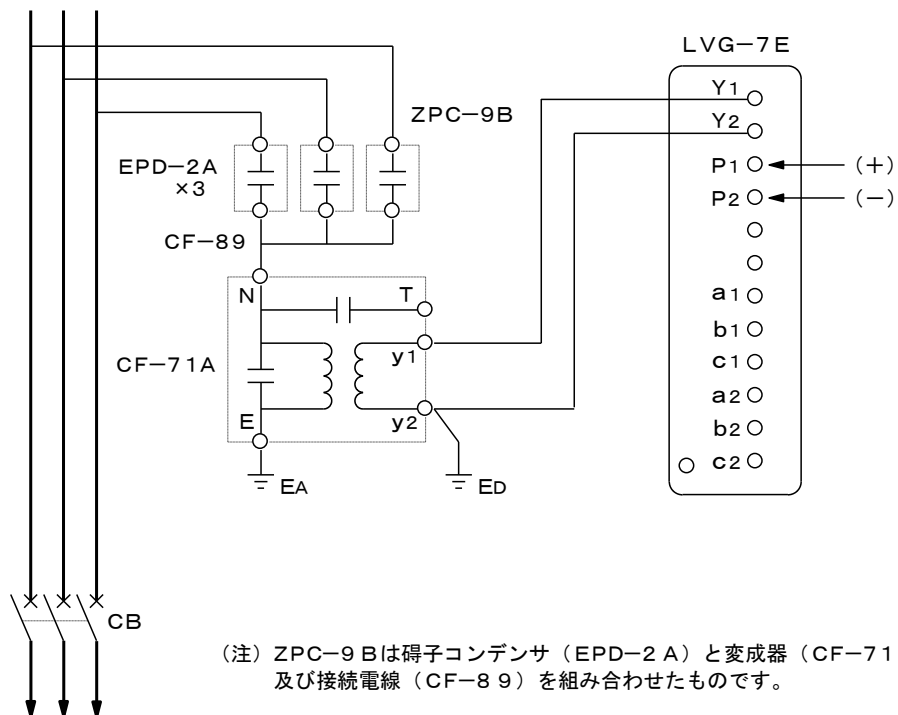 LVG-7E
Y1
Y2
P1
(+)
P2
(-)
a1
b1
c1
a2
b2
c2
ZPC-9B
EPD-2A
×3
CF-89
N
T
CF-71A
y1
E
y2
EA
ED
CB
(注) ZPC-9Bは碍子コンデンサ(EPD-2A)と変成器(CF-71
及び接続電線(CF-89)を組み合わせたものです。